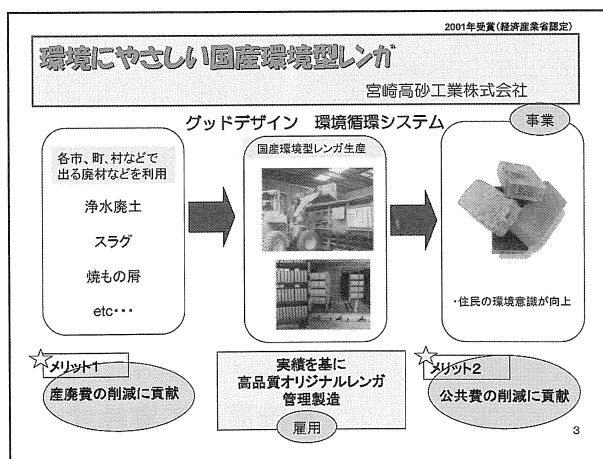 2001年受賞(経済産業省認定)
環境にやさしい国産環境型レンガ
宮崎高砂工業株式会社
グッドデザイン 環境循環システム
事業
各市、町、村などで
出る廃材などを利用
浄水廃土
スラグ
焼もの屑
etc・・・
国産環境型レンガ生産
・住民の環境意識が向上
メリット1
産廃費の削減に貢献
実績を基に
高品質オリジナルレンガ
管理製造
雇用
メリット2
公共費の削減に貢献
3